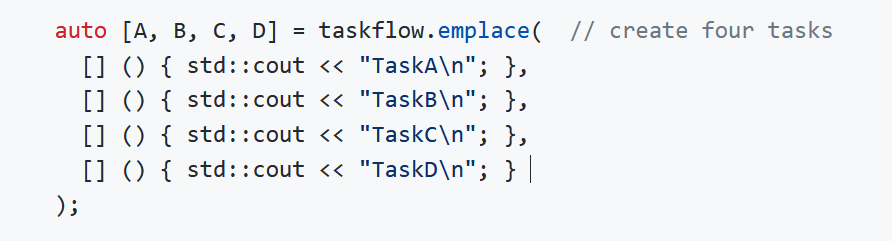 auto [A, B, C, D] = taskflow.emplace(  // create four tasks
  [] () { std::cout << "TaskA\n"; },
  [] () { std::cout << "TaskB\n"; },
  [] () { std::cout << "TaskC\n"; },
  [] () { std::cout << "TaskD\n"; }
);